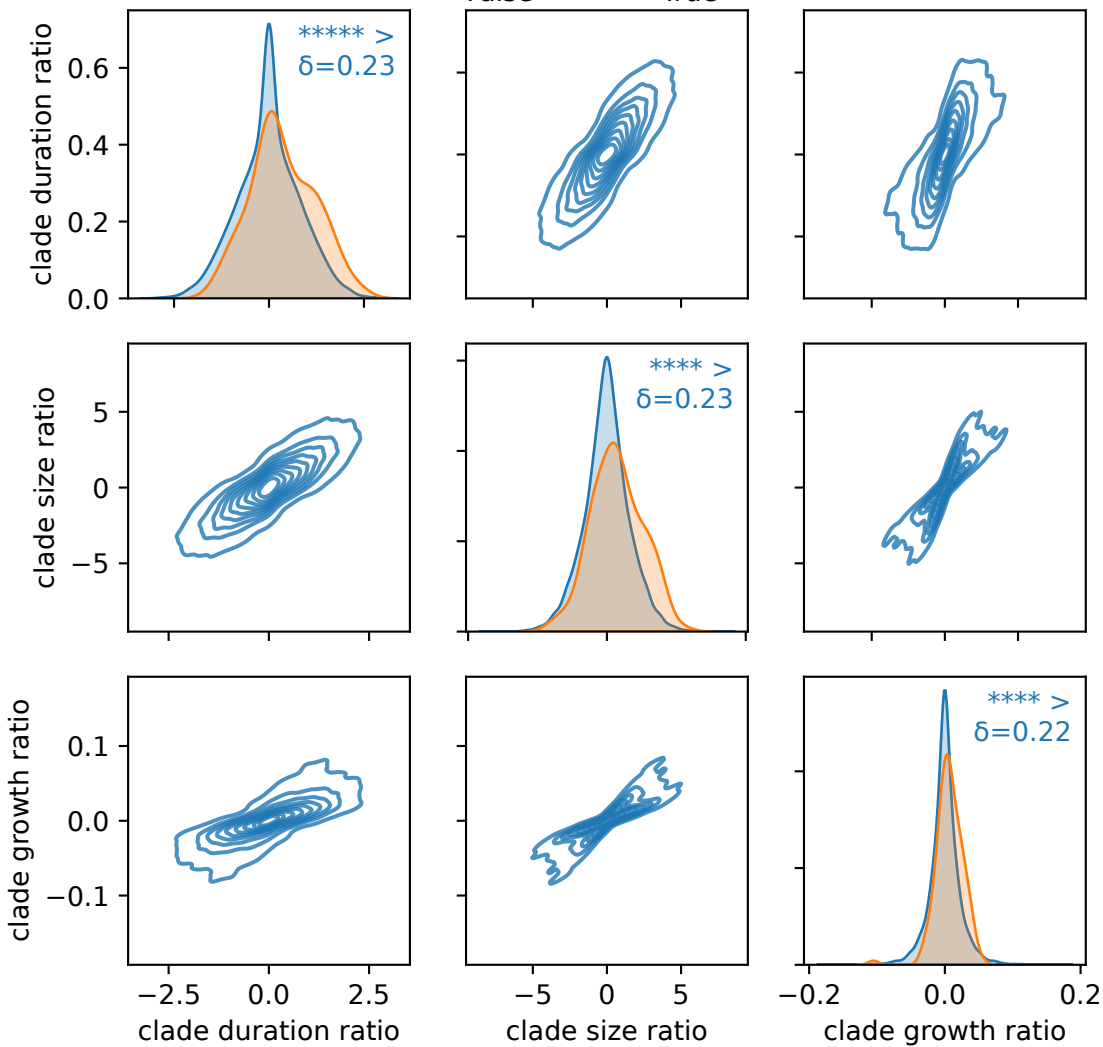 ***** >
δ=0.23
clade duration ratio
0.6
0.4
0.2
0.0
**** >
δ=0.23
clade size ratio
5
0
−5
**** >
δ=0.22
clade growth ratio
0.1
0.0
−0.1
−2.5 0.0 2.5
−5 0 5
−0.2 0.0 0.2
clade duration ratio
clade size ratio
clade growth ratio